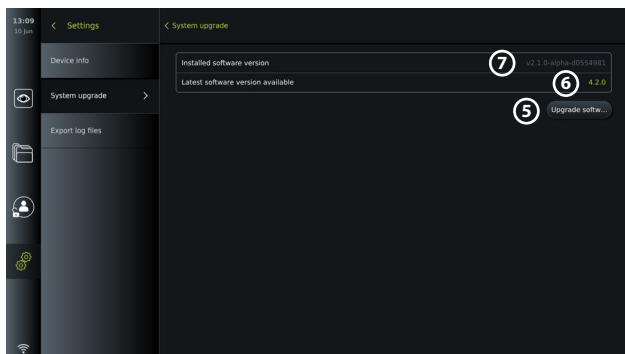 13:09
10 Jun
Settings
System upgrade
Device info
System upgrade
Export log files
Installed software version 7 v2.1.0-alpha-d0554981
Latest software version available 6 4.2.0
5 Upgrade softw...